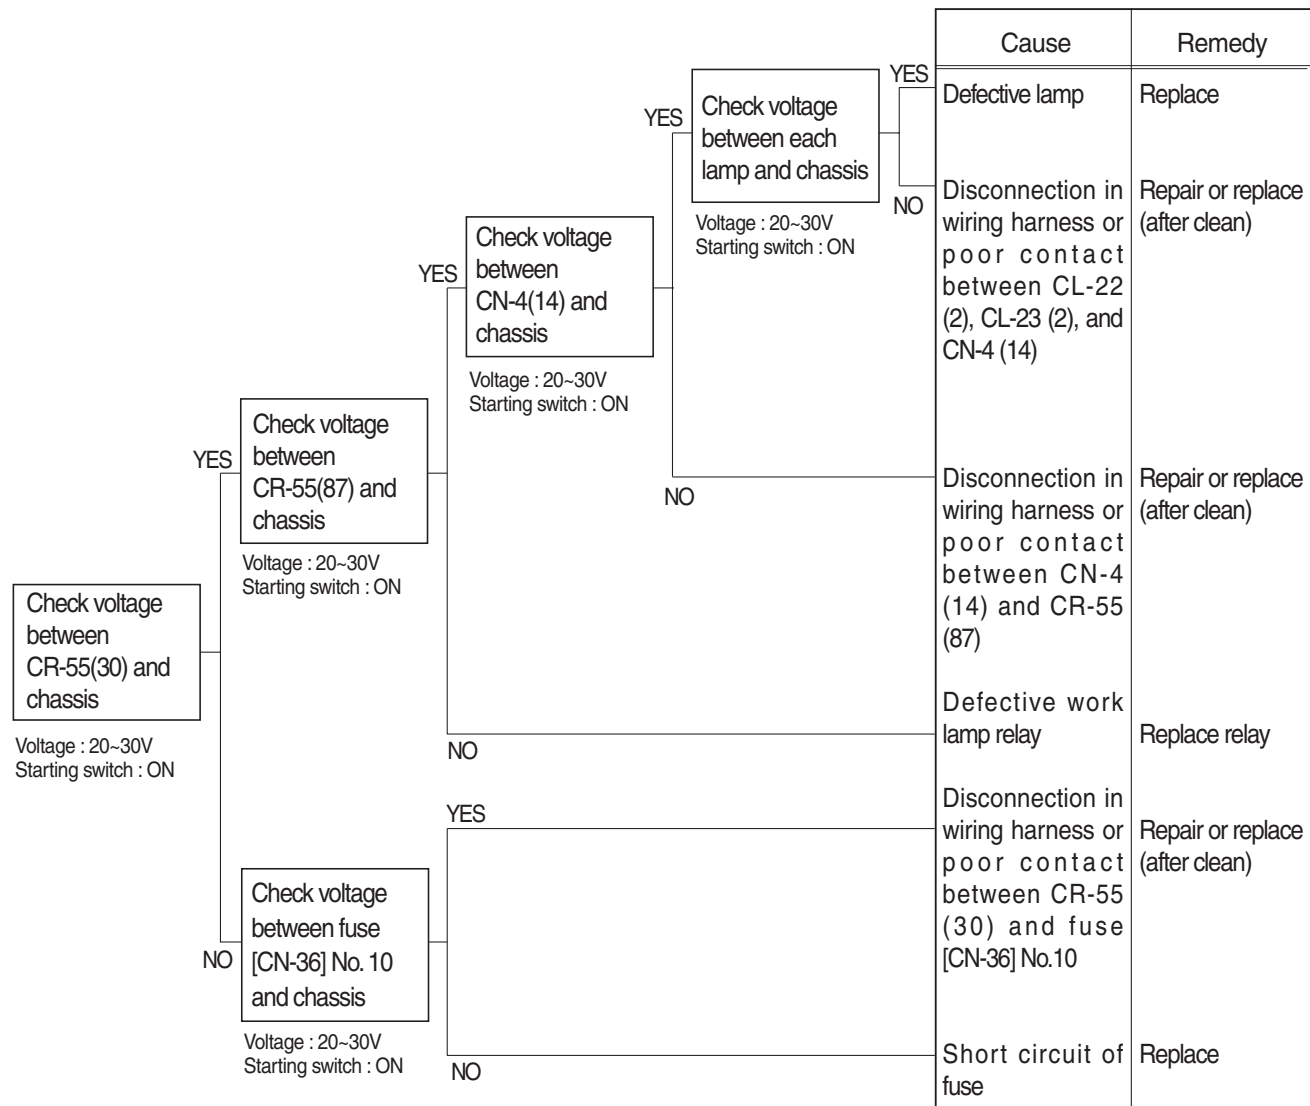 Cause
Remedy
YES
Defective lamp
Replace
YES
Check voltage
between each
lamp and chassis
NO
Voltage : 20~30V
Starting switch : ON
Disconnection in
wiring harness or
poor contact
between CL-22
(2), CL-23 (2), and
CN-4 (14)
Repair or replace
(after clean)
YES
Check voltage
between
CN-4(14) and
chassis
Voltage : 20~30V
Starting switch : ON
NO
Disconnection in
wiring harness or
poor contact
between CN-4
(14) and CR-55
(87)
Repair or replace
(after clean)
YES
Check voltage
between
CR-55(87) and
chassis
Voltage : 20~30V
Starting switch : ON
NO
Defective work
lamp relay
Replace relay
Check voltage
between
CR-55(30) and
chassis
Voltage : 20~30V
Starting switch : ON
YES
Disconnection in
wiring harness or
poor contact
between CR-55
(30) and fuse
[CN-36] No.10
Repair or replace
(after clean)
NO
Check voltage
between fuse
[CN-36] No. 10
and chassis
Voltage : 20~30V
Starting switch : ON
NO
Short circuit of
fuse
Replace